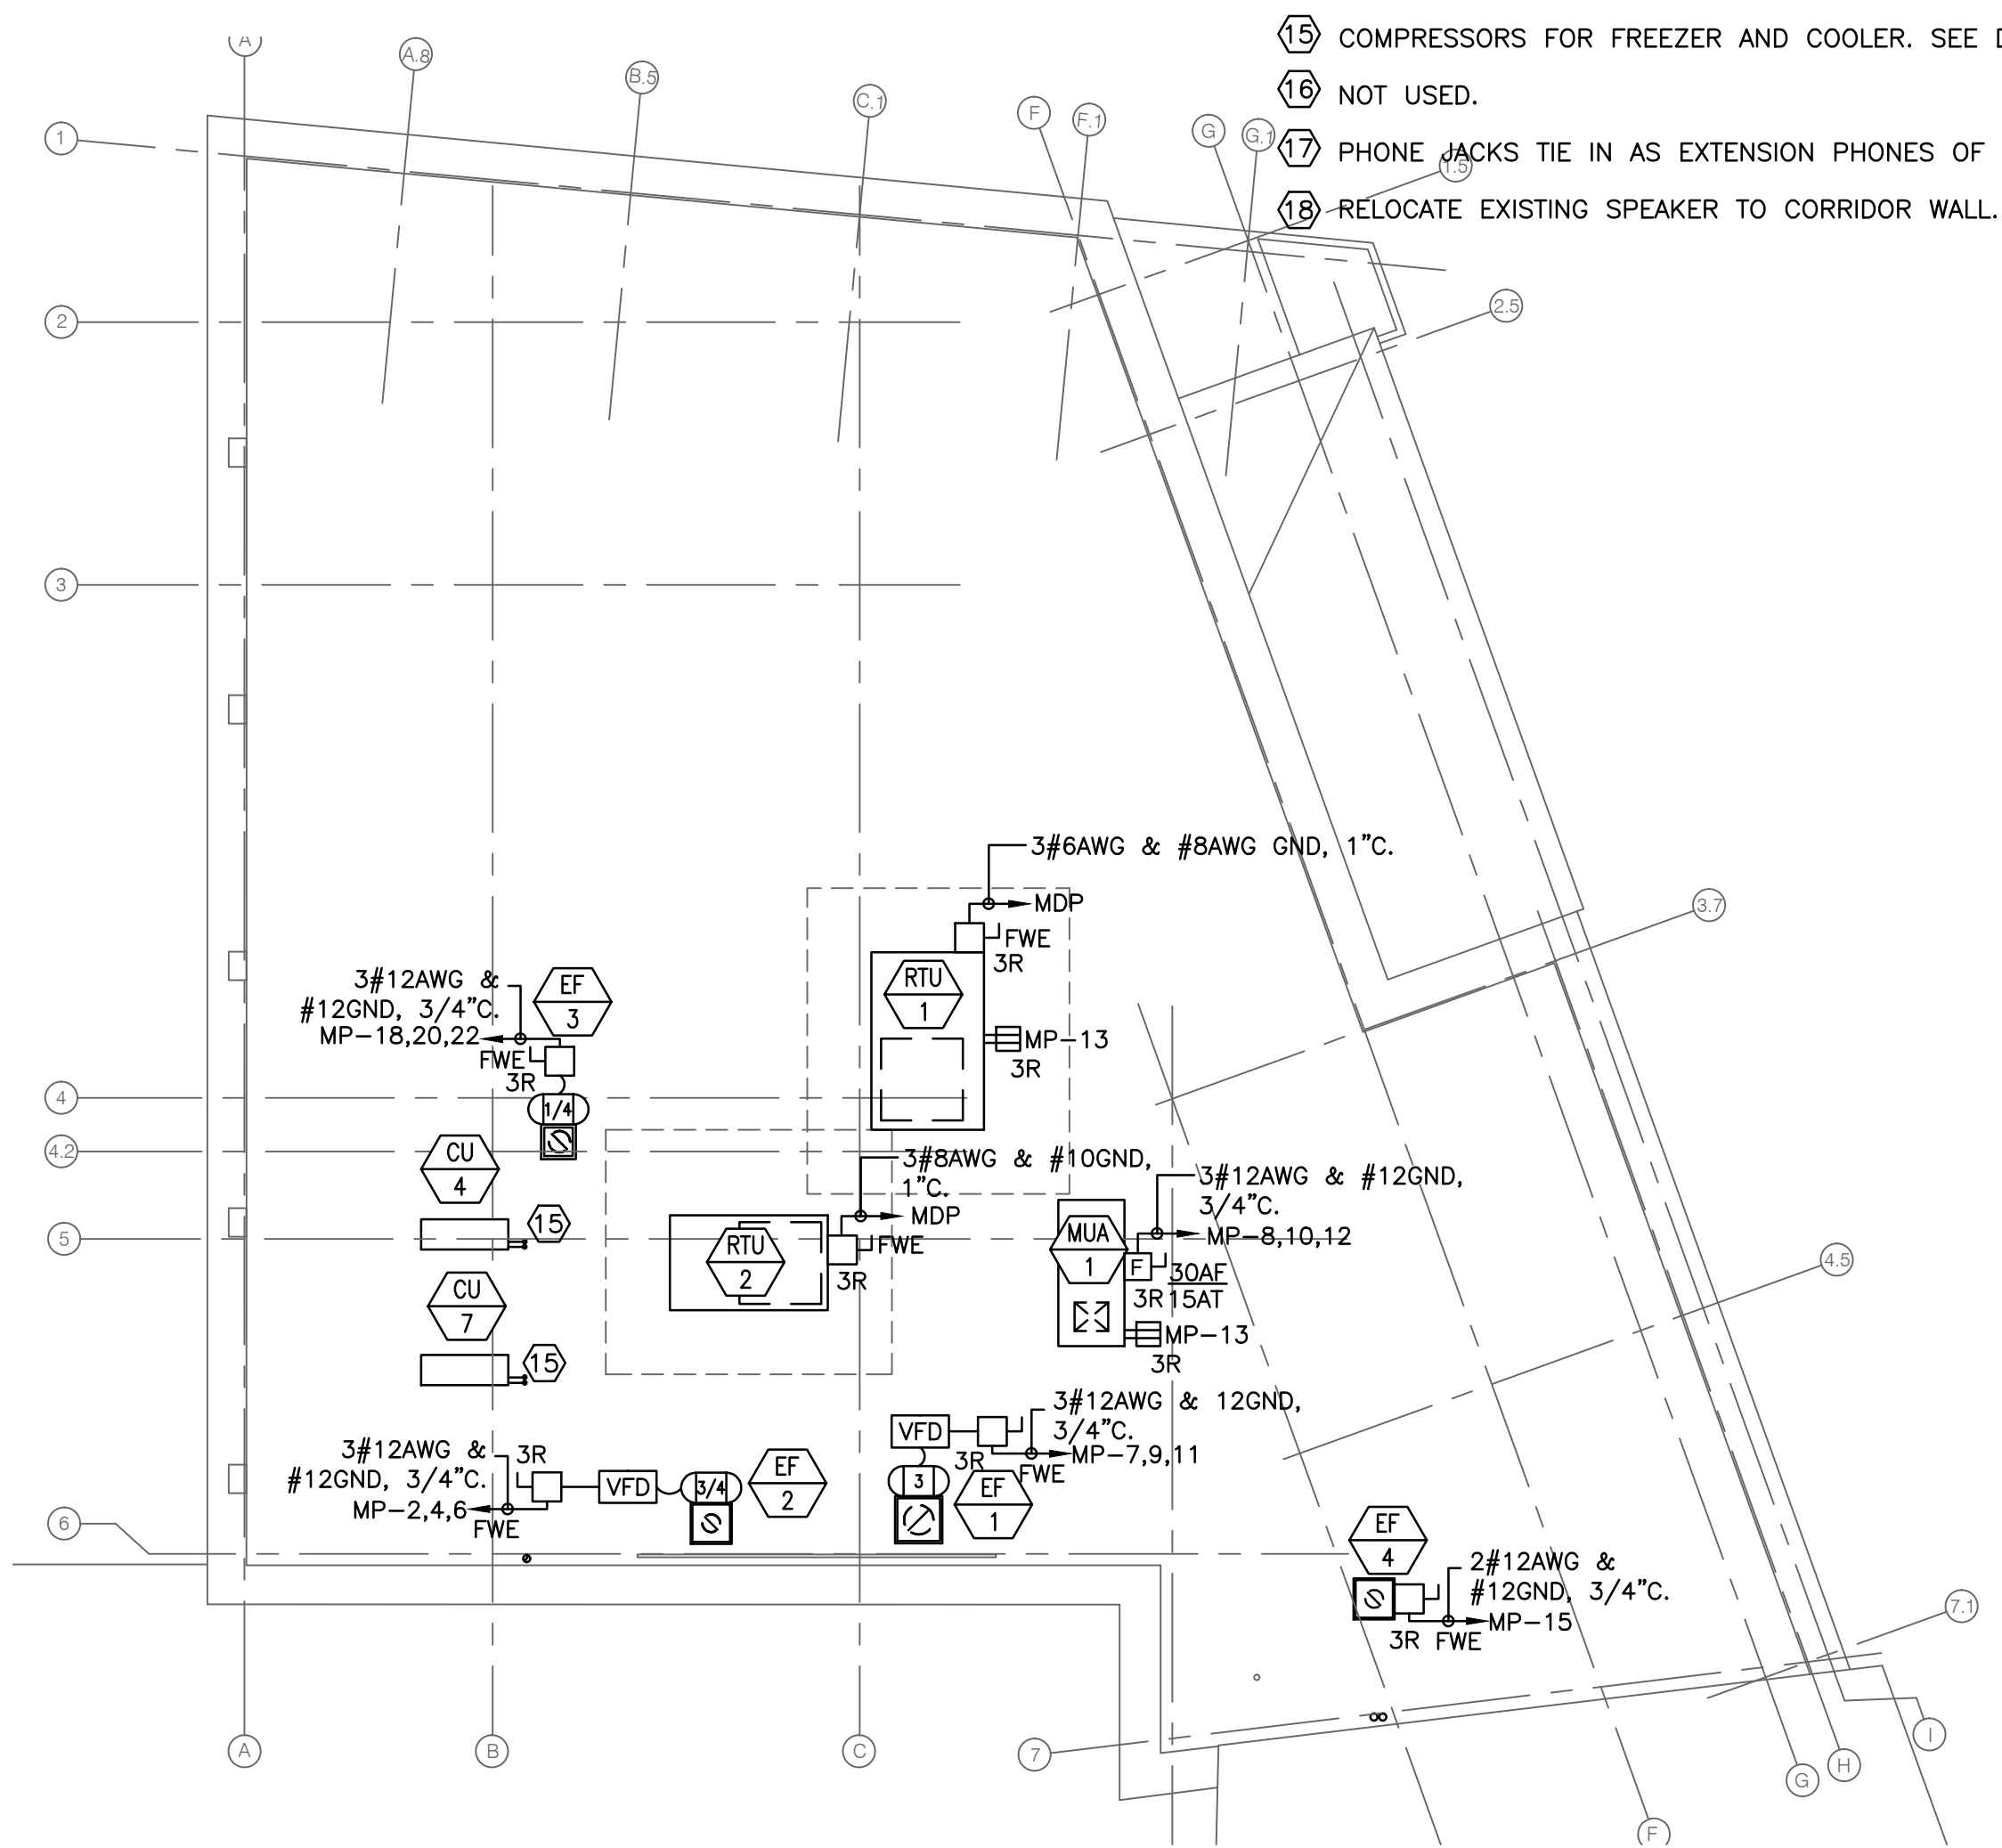 15 COMPRESSORS FOR FREEZER AND COOLER. SEE
16 NOT USED.
17 PHONE JACKS TIE IN AS EXTENSION PHONES OF
18 RELOCATE EXISTING SPEAKER TO CORRIDOR WALL.
A
A.8
B.5
C.1
F
F.1
G
G.1
1.5
1
2
2.5
3
3.7
3#6AWG & #8AWG GND, 1"C.
MDP
FWE
3R
RTU
1
MP-13
3R
3#12AWG &
#12GND, 3/4"C.
MP-18,20,22
FWE
3R
EF
3
1/4
4
4.2
CU
4
15
5
3#8AWG & #10GND,
1"C.
MDP
FWE
3R
RTU
2
3#12AWG & #12GND,
3/4"C.
MP-8,10,12
MUA
1
F
30AF
15AT
3R
MP-13
3R
4.5
CU
7
15
3#12AWG & 12GND,
3/4"C.
MP-7,9,11
VFD
3R
FWE
3
EF
1
3#12AWG &
#12GND, 3/4"C.
MP-2,4,6
3R
FWE
VFD
3/4
EF
2
6
EF
4
2#12AWG &
#12GND, 3/4"C.
MP-15
3R
FWE
7.1
A
B
C
7
F
G
H
I